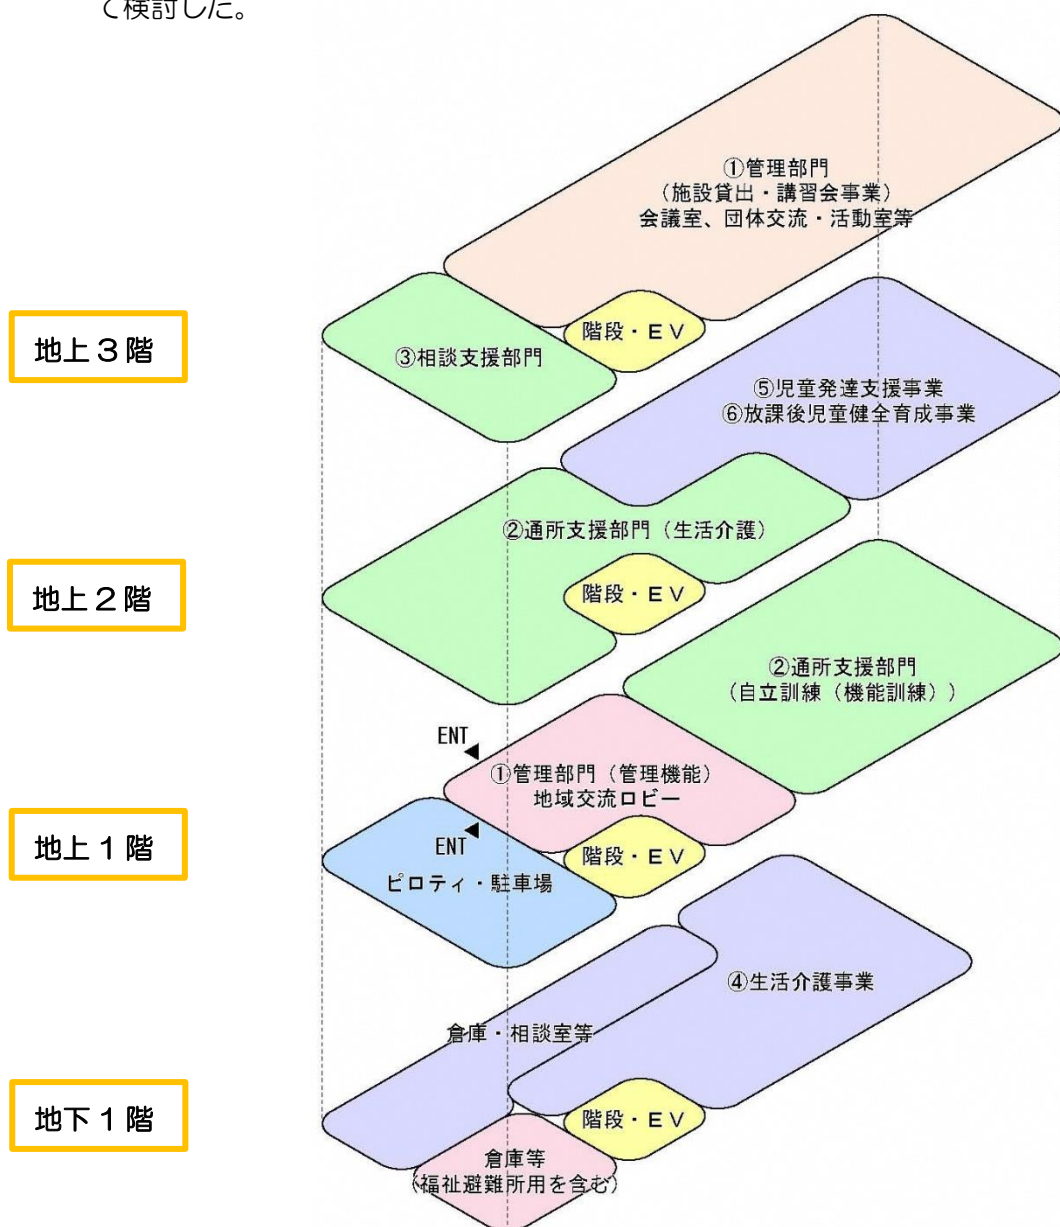 て検討した。
①管理部門
（施設貸出・講習会事業）
会議室、団体交流・活動室等
地上３階
階段・ＥＶ
③相談支援部門
⑤児童発達支援事業
⑥放課後児童健全育成事業
②通所支援部門（生活介護）
地上２階
階段・ＥＶ
②通所支援部門
（自立訓練（機能訓練））
ENT
①管理部門（管理機能）
地域交流ロビー
地上１階
ENT
階段・ＥＶ
ピロティ・駐車場
④生活介護事業
倉庫・相談室等
地下１階
階段・ＥＶ
倉庫等
（福祉避難所用を含む）